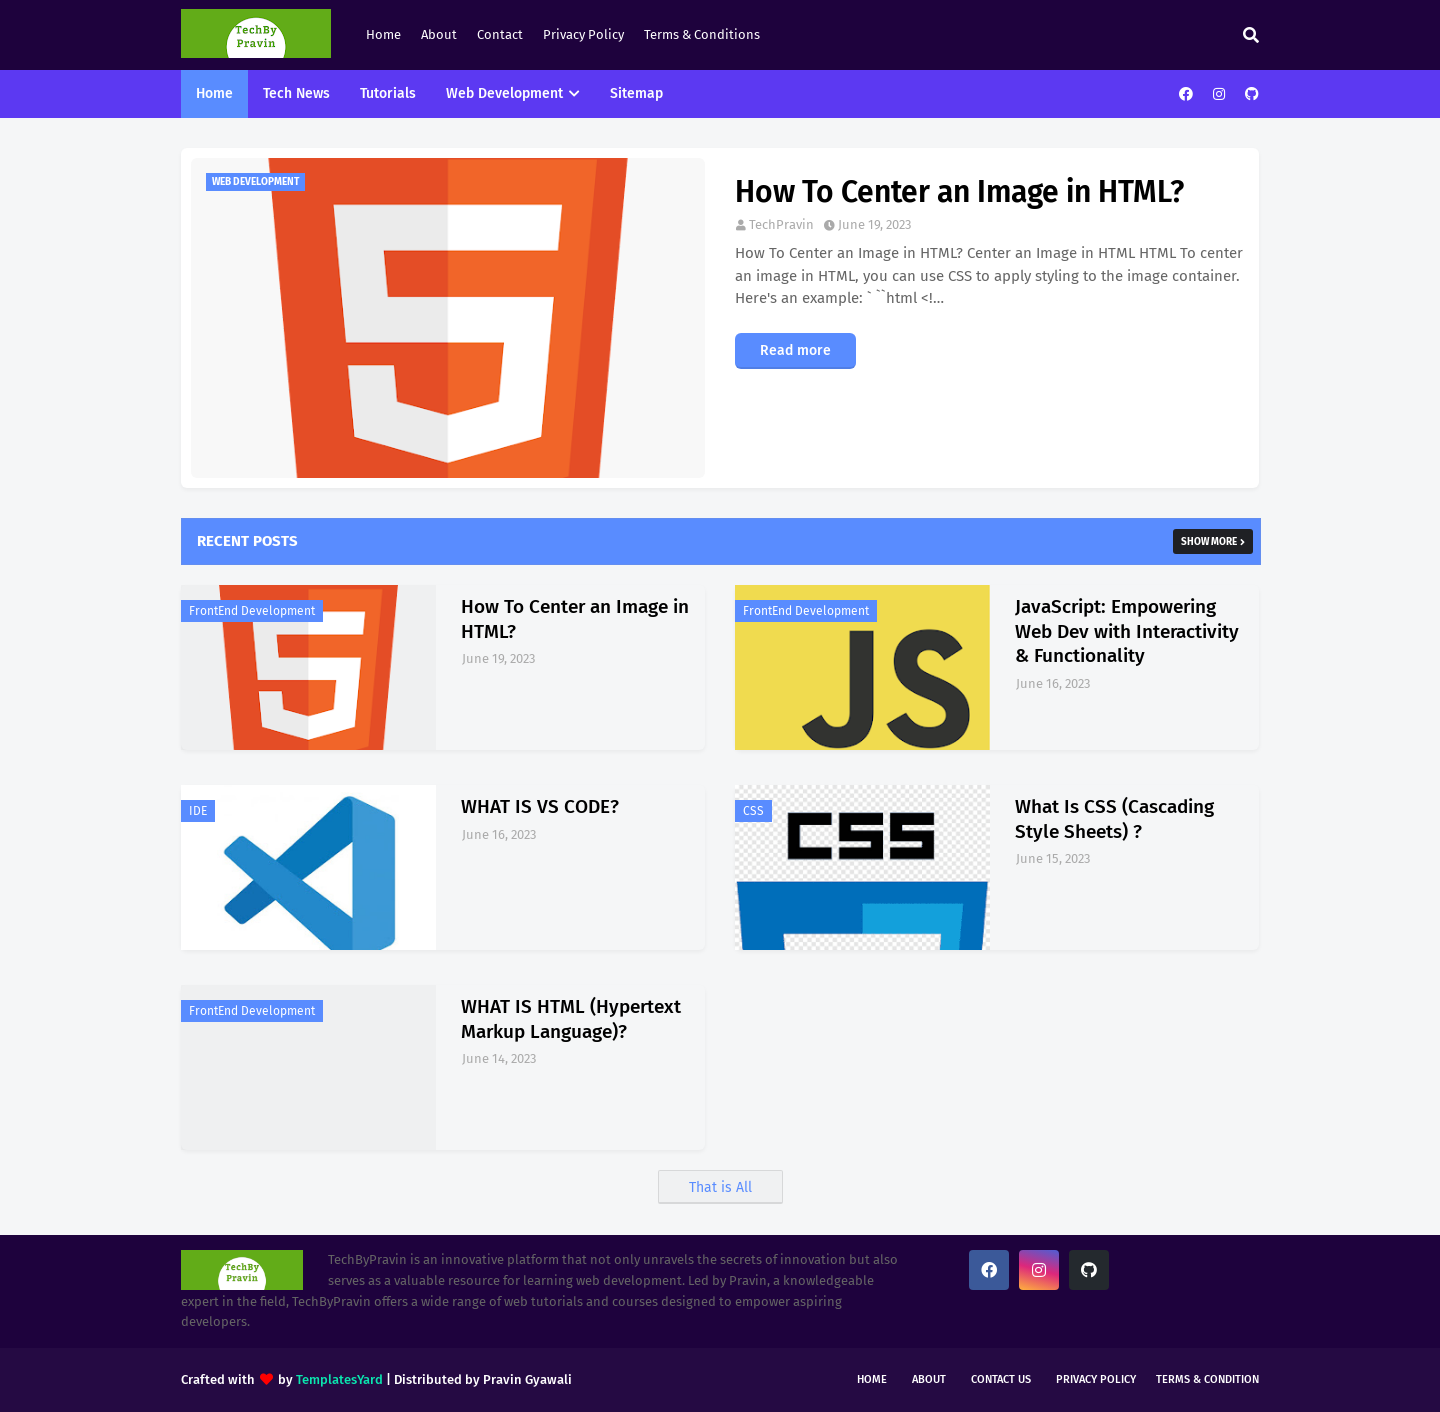 TechBy
Pravin
Home About Contact Privacy Policy Terms & Conditions
Home Tech News Tutorials Web Development Sitemap
WEB DEVELOPMENT
How To Center an Image in HTML?
TechPravin June 19, 2023
How To Center an Image in HTML? Center an Image in HTML HTML To center
an image in HTML, you can use CSS to apply styling to the image container.
Here's an example: ```html <!...
Read more
RECENT POSTS
SHOW MORE
FrontEnd Development
How To Center an Image in
HTML?
June 19, 2023
FrontEnd Development
JS
JavaScript: Empowering
Web Dev with Interactivity
& Functionality
June 16, 2023
IDE
WHAT IS VS CODE?
June 16, 2023
CSS
CSS
What Is CSS (Cascading
Style Sheets) ?
June 15, 2023
FrontEnd Development
WHAT IS HTML (Hypertext
Markup Language)?
June 14, 2023
That is All
TechBy
Pravin
TechByPravin is an innovative platform that not only unravels the secrets of innovation but also
serves as a valuable resource for learning web development. Led by Pravin, a knowledgeable
expert in the field, TechByPravin offers a wide range of web tutorials and courses designed to empower aspiring
developers.
Crafted with ❤ by TemplatesYard | Distributed by Pravin Gyawali
HOME ABOUT CONTACT US PRIVACY POLICY TERMS & CONDITION